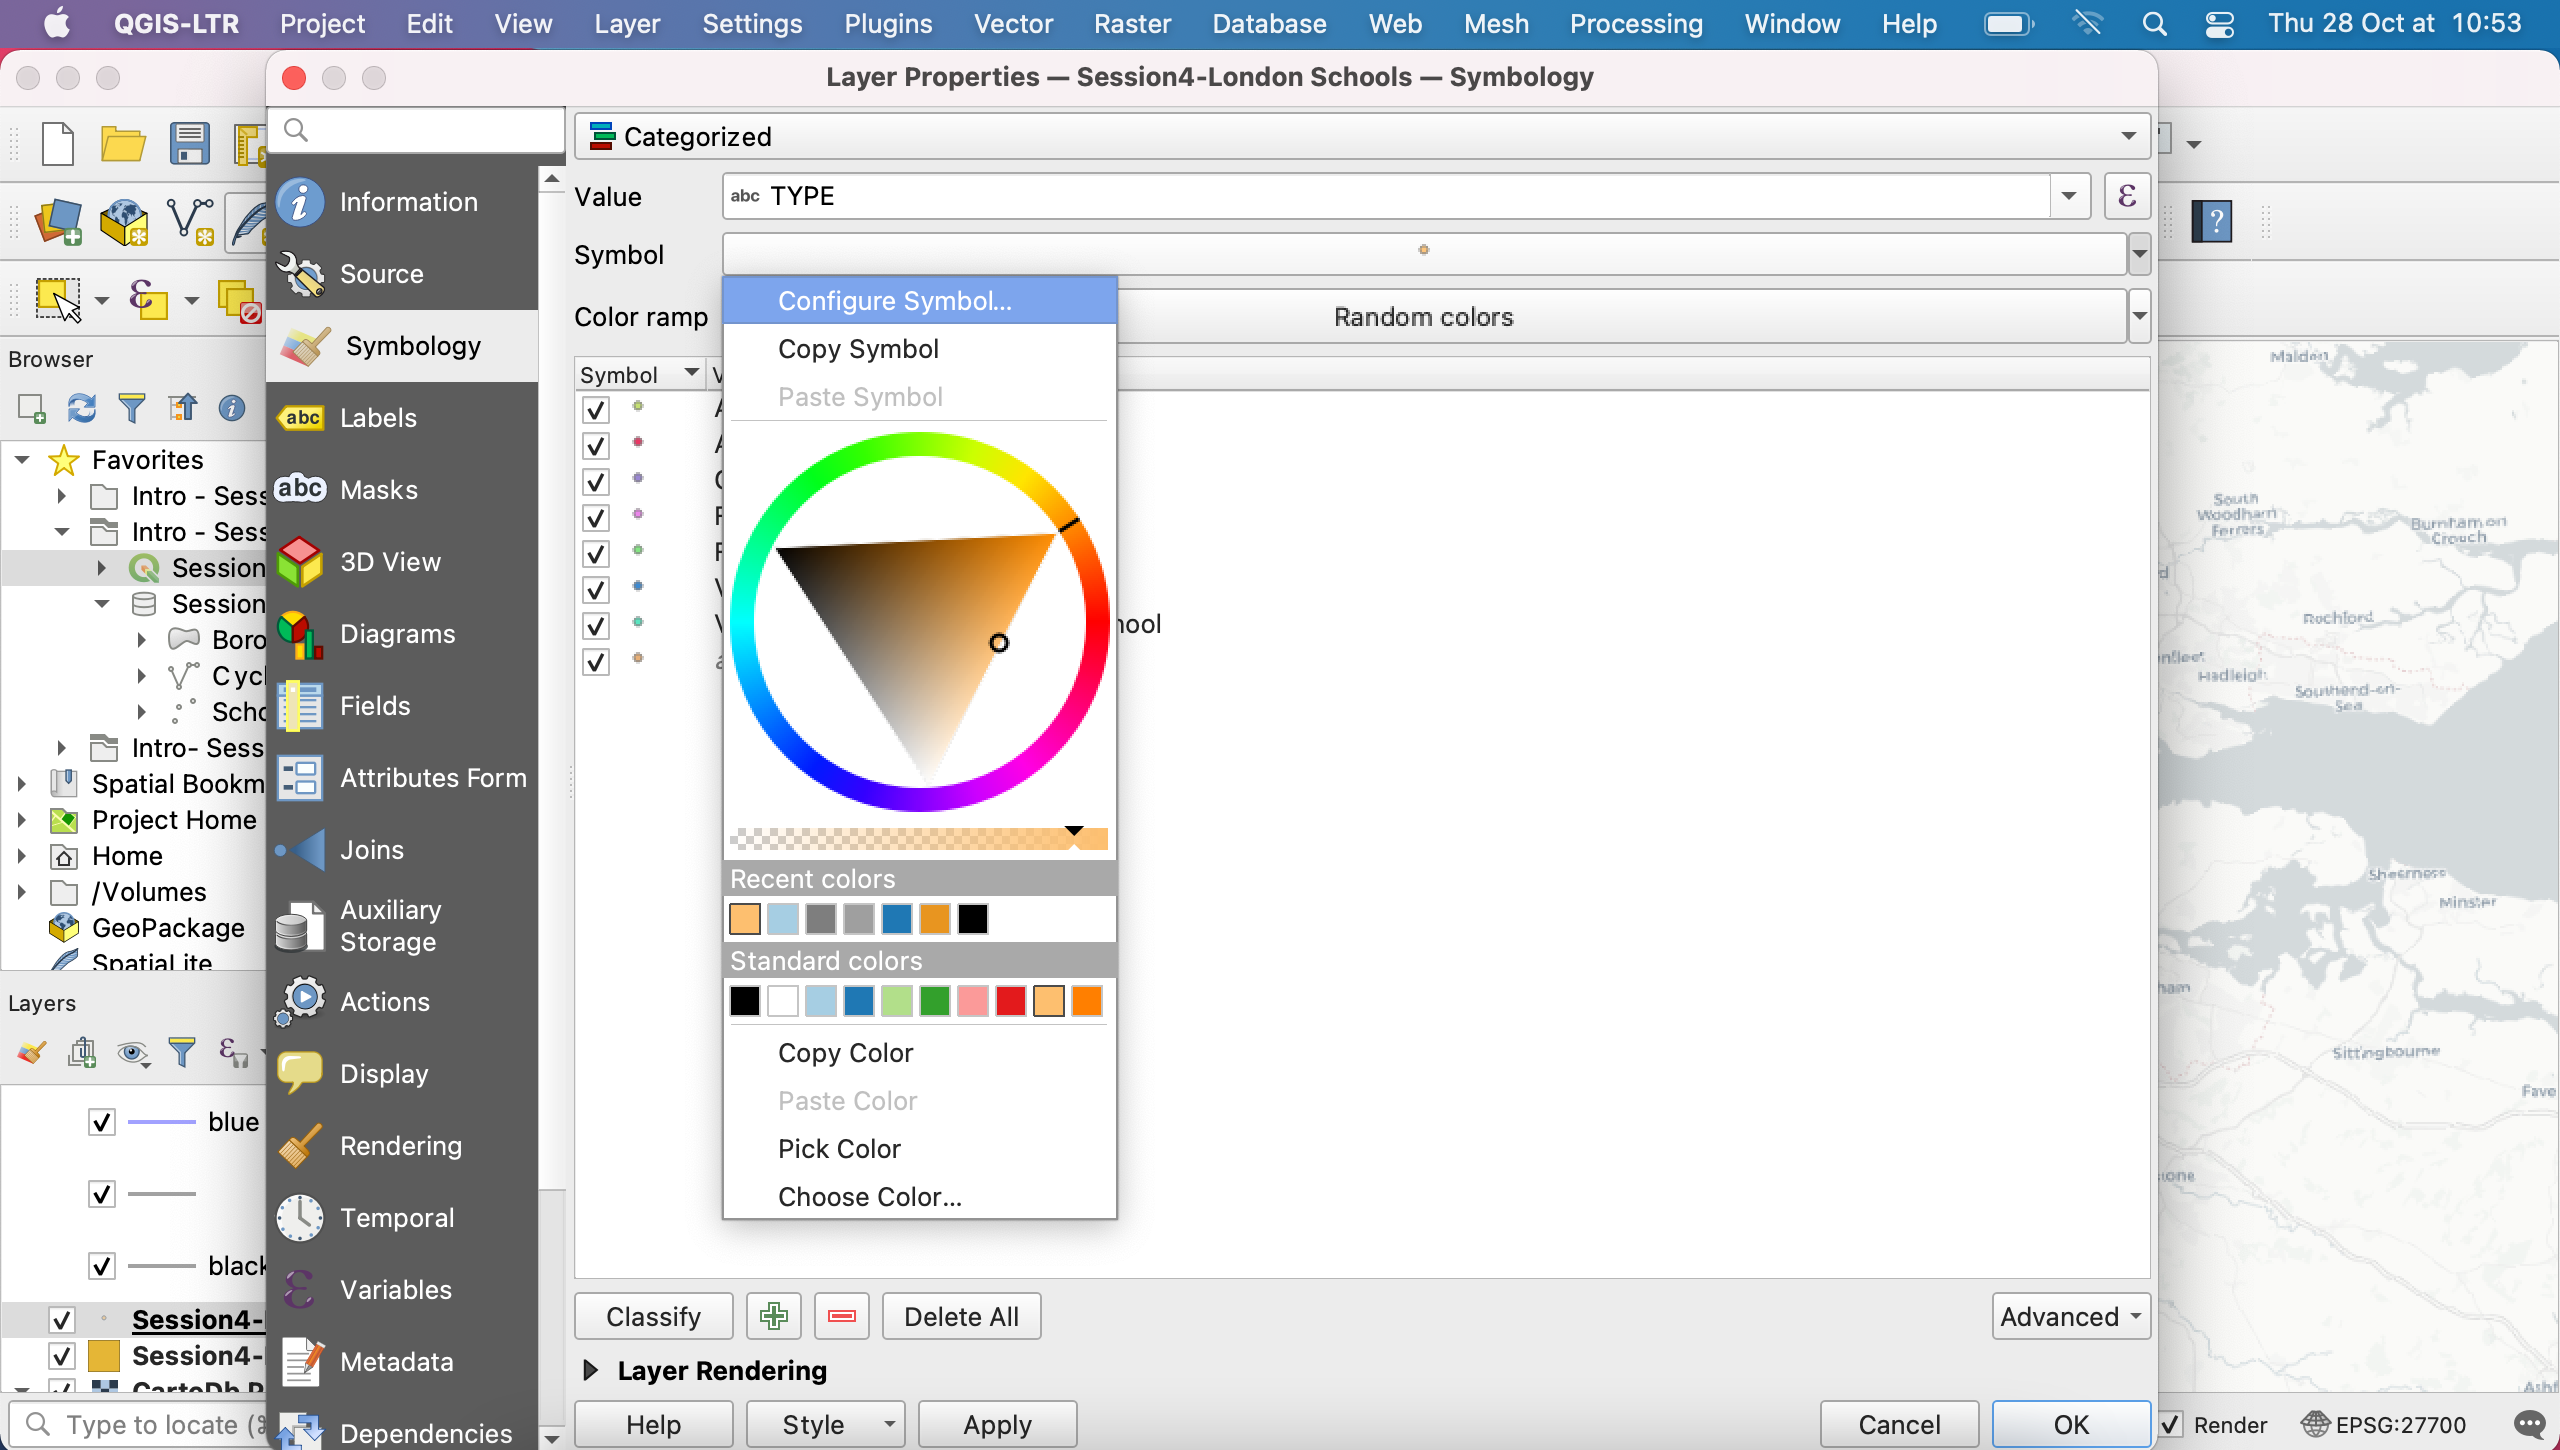 QGIS-LTR Project Edit View Layer Settings Plugins Vector Raster Database Web Mesh Processing Window Help Thu 28 Oct at 10:53
Layer Properties — Session4-London Schools — Symbology
Categorized
Value abc TYPE
Symbol
Color ramp Random colors
Symbol
Configure Symbol...
Copy Symbol
Paste Symbol
hool
Recent colors
Standard colors
Copy Color
Paste Color
Pick Color
Choose Color...
Classify
Delete All
Advanced
Layer Rendering
Help
Style
Apply
Cancel
OK
Information
Source
Symbology
abc Labels
abc Masks
3D View
Diagrams
Fields
Attributes Form
Joins
Auxiliary
Storage
Actions
Display
Rendering
Temporal
Variables
Metadata
Dependencies
Browser
Favorites
Intro - Sess
Intro - Sess
Session
Session
Boro
Cycl
Scho
Intro- Sess
Spatial Bookm
Project Home
Home
/Volumes
GeoPackage
SpatiaLite
Layers
blue
black
Session4-
Session4-
CartoDb P
Type to locate (⌘
Maldon
South
Woodham
Ferrers
Burnham on
Crouch
Rochford
Hadleigh
Southend-on-
Sea
Sheerness
Minster
ham
Sittingbourne
Fave
tone
Ashf
Render
EPSG:27700